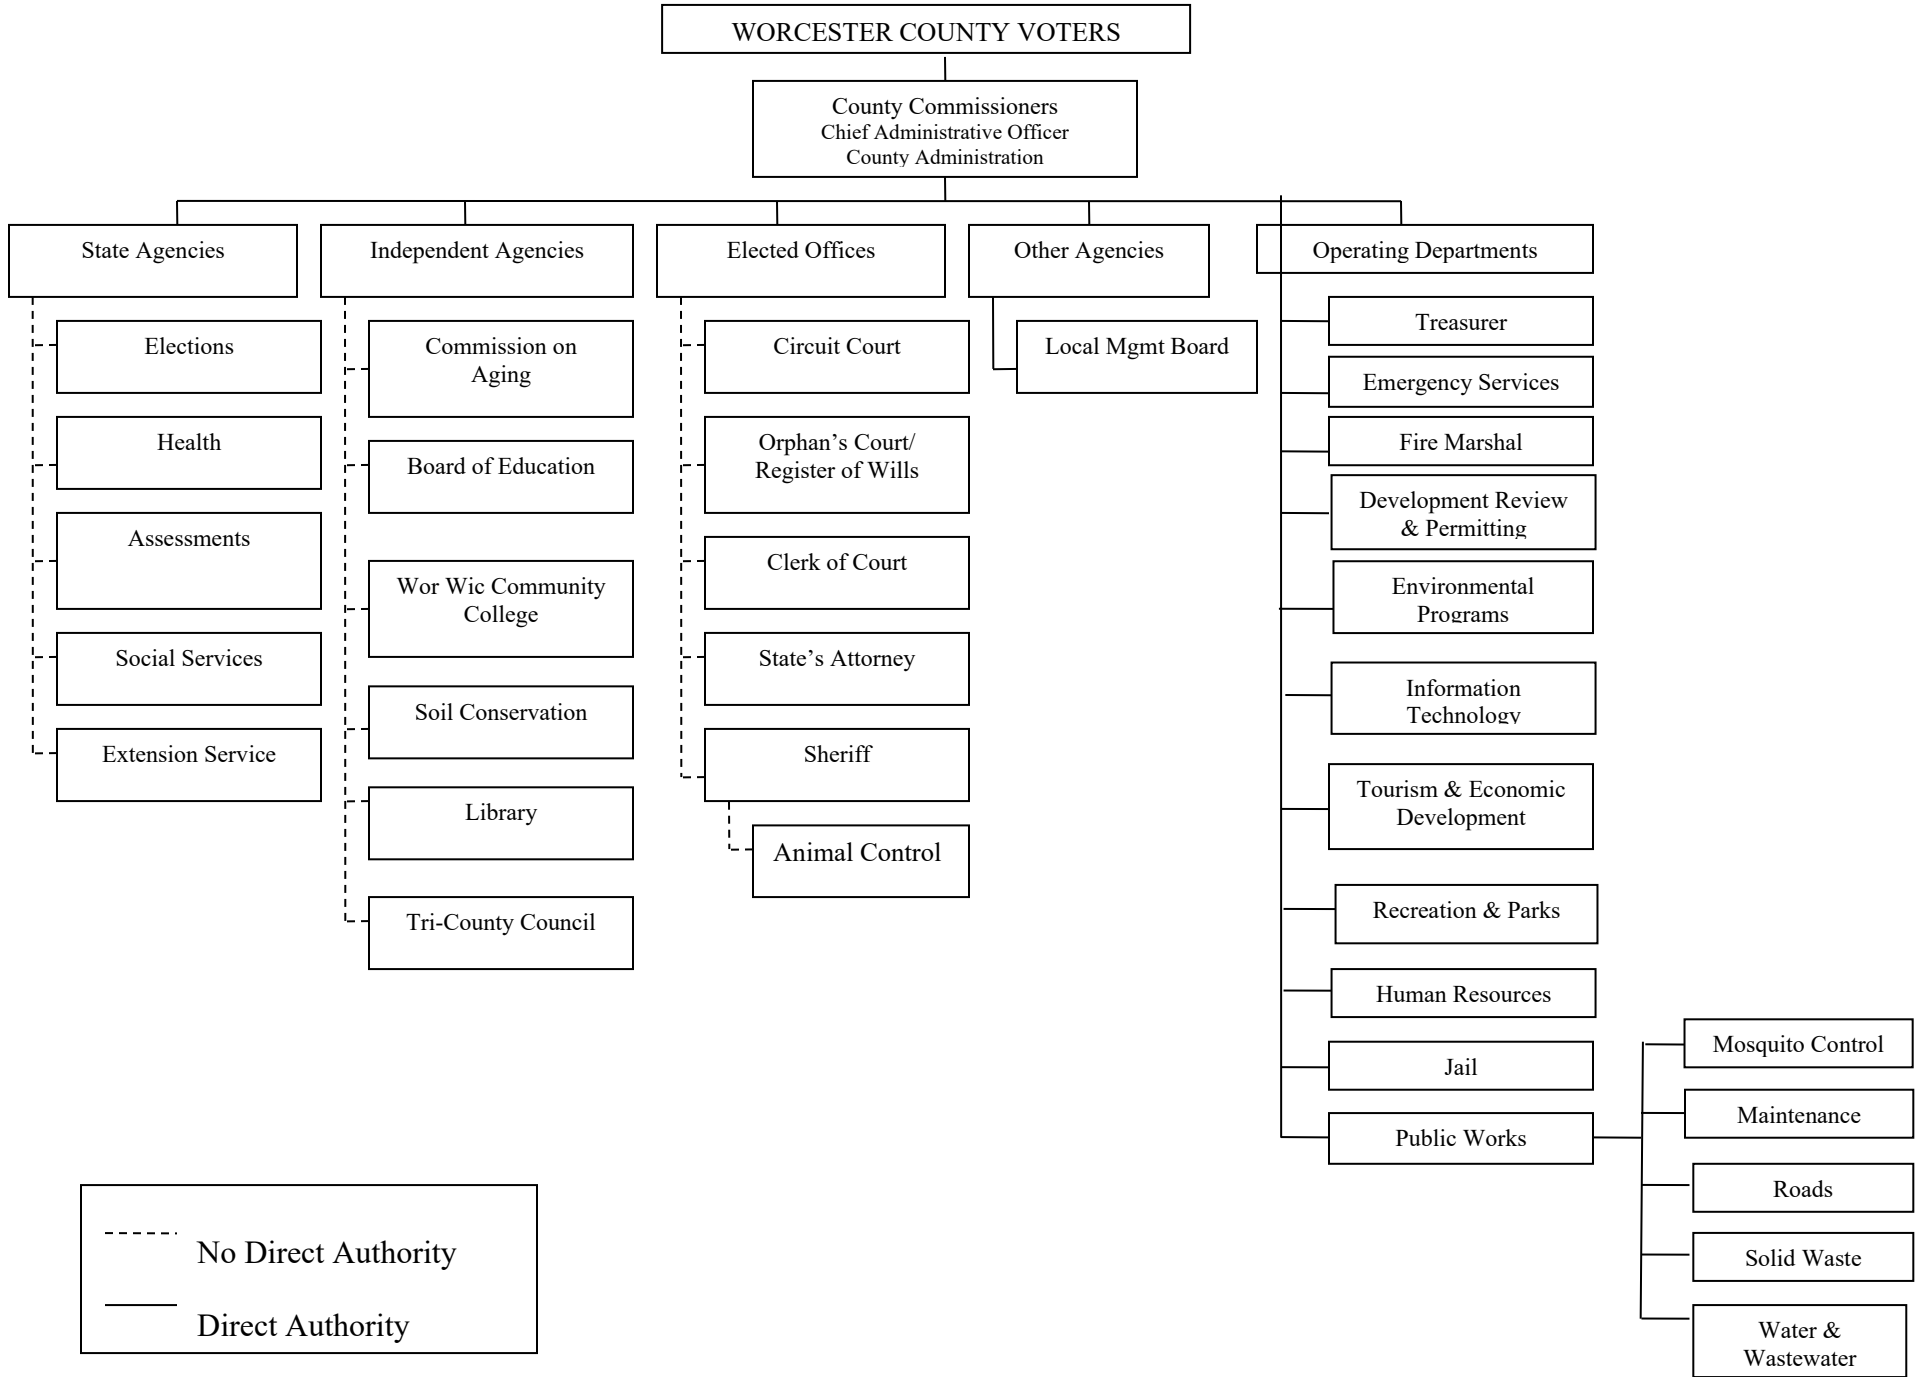 WORCESTER COUNTY VOTERS
County Commissioners
Chief Administrative Officer
County Administration
State Agencies
Independent Agencies
Elected Offices
Other Agencies
Operating Departments
Elections
Health
Assessments
Social Services
Extension Service
Commission on
Aging
Board of Education
Wor Wic Community
College
Soil Conservation
Library
Tri-County Council
Circuit Court
Orphan’s Court/
Register of Wills
Clerk of Court
State’s Attorney
Sheriff
Animal Control
Local Mgmt Board
Treasurer
Emergency Services
Fire Marshal
Development Review
& Permitting
Environmental
Programs
Information
Technology
Tourism & Economic
Development
Recreation & Parks
Human Resources
Jail
Public Works
Mosquito Control
Maintenance
Roads
Solid Waste
Water &
Wastewater
No Direct Authority
Direct Authority